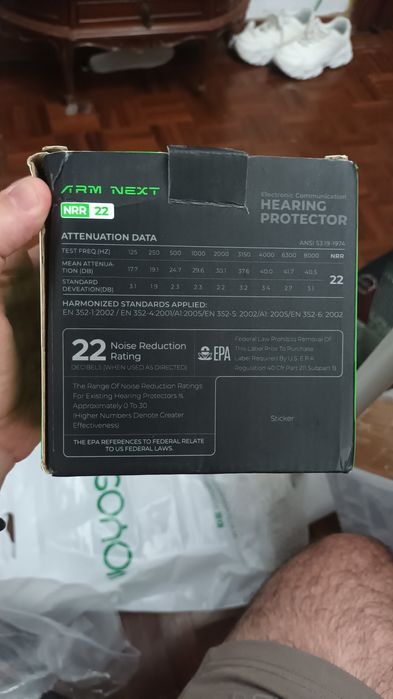 ARM NEXT
NRR 22
Electronic Communication
HEARING
PROTECTOR
ATTENUATION DATA
ANSI S3.19-1974
TEST FREQ.(HZ) 125 250 500 1000 2000 3150 4000 6300 8000 NRR
MEAN ATTENUA-
TION (DB) 17.7 19.1 24.7 29.6 30.1 37.6 40.0 41.7 40.3
22
STANDARD
DEVEATION(DB) 3.1 1.9 2.3 2.3 2.2 3.2 3.4 2.7 3.1
HARMONIZED STANDARDS APPLIED:
EN 352-1:2002 / EN 352-4:2001/A1:2005/EN 352-5: 2002/A1: 2005/EN 352-6: 2002
22 Noise Reduction
Rating
DECIBELS (WHEN USED AS DIRECTED)
EPA
Federal Law Prohibits Removal Of
This Label Prior To Purchase
Label Required By U.S. E.P.A.
Regulation 40 Cfr Part 211 Subpart B
The Range Of Noise Reduction Ratings
For Existing Hearing Protectors Is
Approximately 0 To 30
(Higher Numbers Denote Greater
Effectiveness)
Sticker
THE EPA REFERENCES TO FEDERAL RELATE
TO US FEDERAL LAWS.